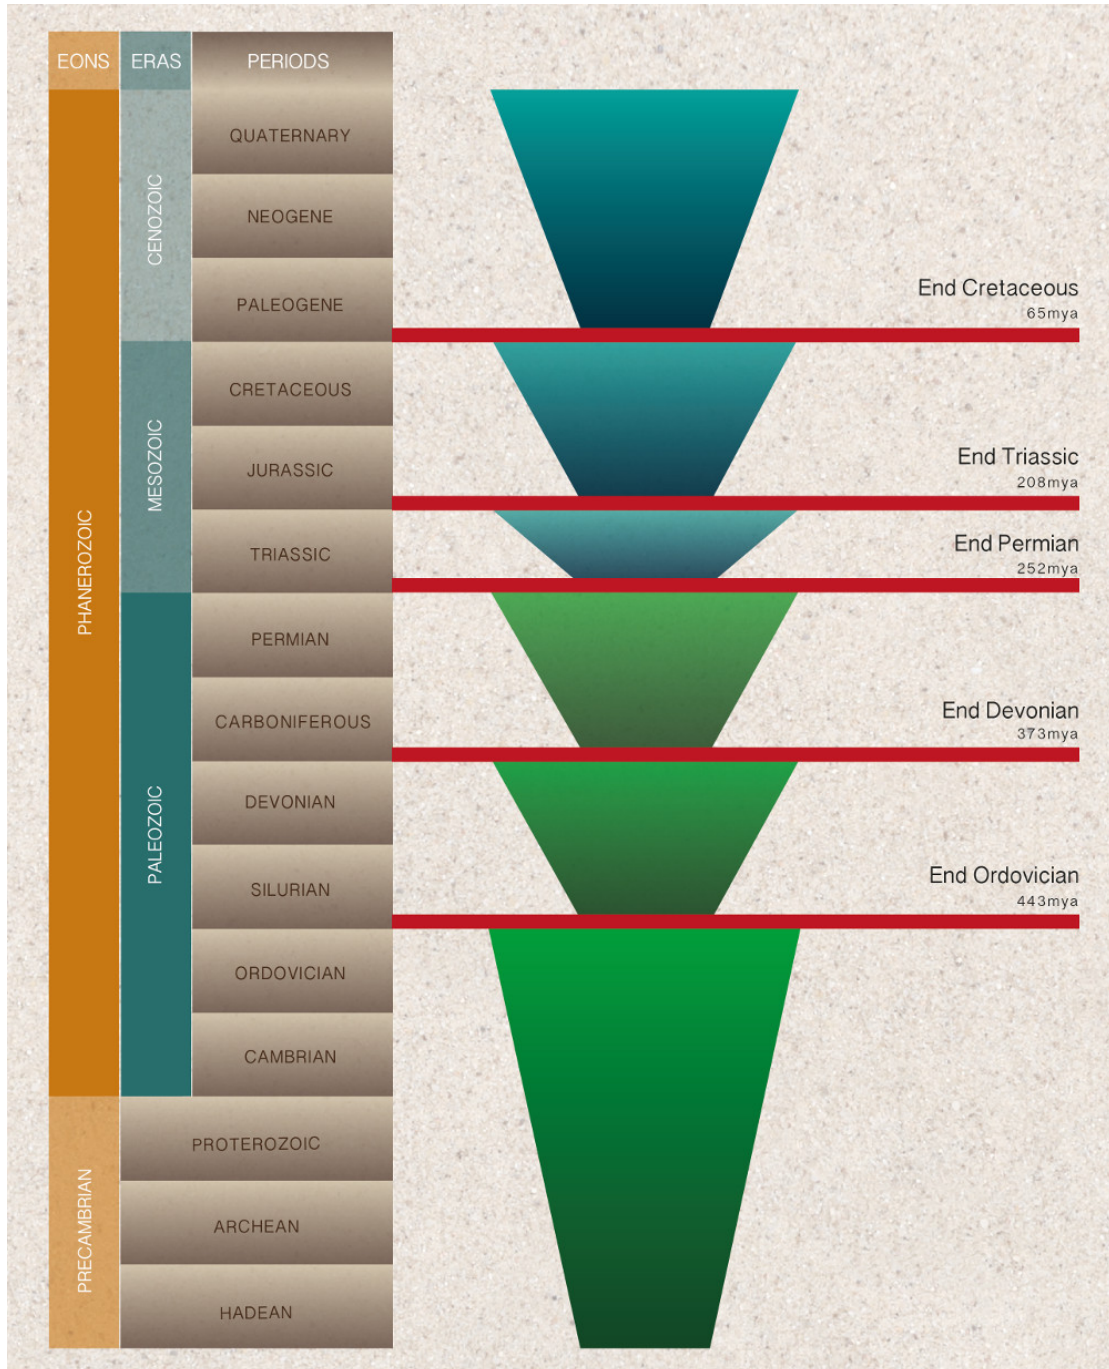 EONS ERAS PERIODS
QUATERNARY
NEOGENE
PALEOGENE
CRETACEOUS
JURASSIC
TRIASSIC
PERMIAN
CARBONIFEROUS
DEVONIAN
SILURIAN
ORDOVICIAN
CAMBRIAN
PROTEROZOIC
ARCHEAN
HADEAN
CENOZOIC
MESOZOIC
PALEOZOIC
PHANEROZOIC
PRECAMBRIAN
End Cretaceous
65mya
End Triassic
208mya
End Permian
252mya
End Devonian
373mya
End Ordovician
443mya